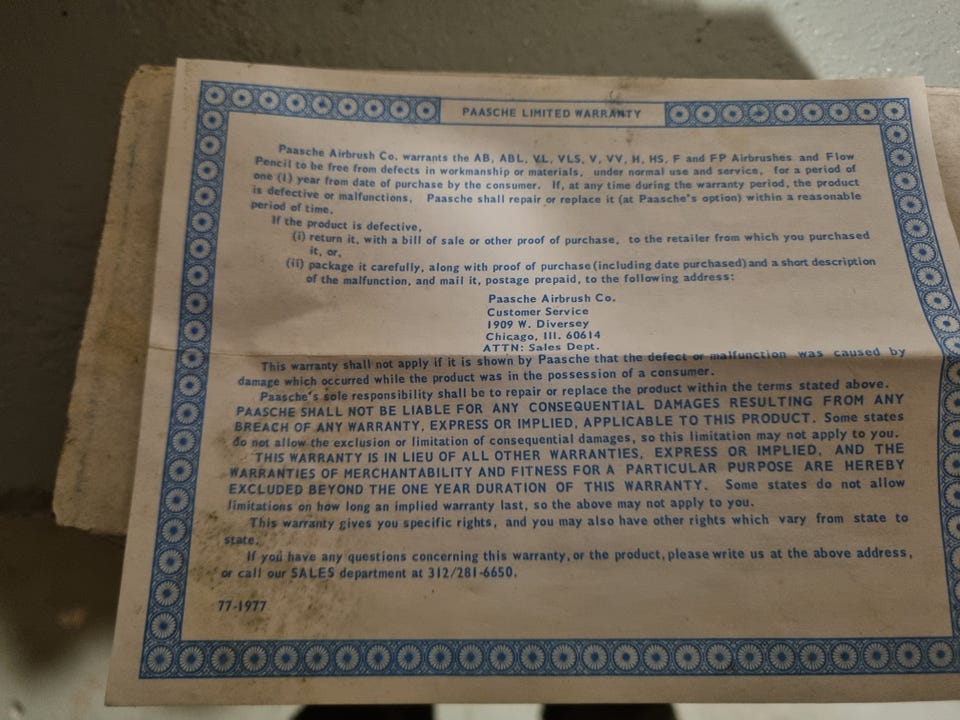 PAASCHE LIMITED WARRANTY
Paasche Airbrush Co. warrants the AB, ABL, VL, VLS, V, VV, H, HS, F and FP Airbrushes and Flow
Pencil to be free from defects in workmanship or materials, under normal use and service, for a period of
one (1) year from date of purchase by the consumer. If, at any time during the warranty period, the product
is defective or malfunctions, Paasche shall repair or replace it (at Paasche's option) within a reasonable
period of time.
If the product is defective,
(i) return it, with a bill of sale or other proof of purchase, to the retailer from which you purchased
it, or,
(ii) package it carefully, along with proof of purchase (including date purchased) and a short description
of the malfunction, and mail it, postage prepaid, to the following address:
Paasche Airbrush Co.
Customer Service
1909 W. Diversey
Chicago, Ill. 60614
ATTN: Sales Dept.
This warranty shall not apply if it is shown by Paasche that the defect or malfunction was caused by
damage which occurred while the product was in the possession of a consumer.
Paasche's sole responsibility shall be to repair or replace the product within the terms stated above.
PAASCHE SHALL NOT BE LIABLE FOR ANY CONSEQUENTIAL DAMAGES RESULTING FROM ANY
BREACH OF ANY WARRANTY, EXPRESS OR IMPLIED, APPLICABLE TO THIS PRODUCT. Some states
do not allow the exclusion or limitation of consequential damages, so this limitation may not apply to you.
THIS WARRANTY IS IN LIEU OF ALL OTHER WARRANTIES, EXPRESS OR IMPLIED, AND THE
WARRANTIES OF MERCHANTABILITY AND FITNESS FOR A PARTICULAR PURPOSE ARE HEREBY
EXCLUDED BEYOND THE ONE YEAR DURATION OF THIS WARRANTY. Some states do not allow
limitations on how long an implied warranty last, so the above may not apply to you.
This warranty gives you specific rights, and you may also have other rights which vary from state to
state.
If you have any questions concerning this warranty, or the product, please write us at the above address,
or call our SALES department at 312/281-6650.
77-1977